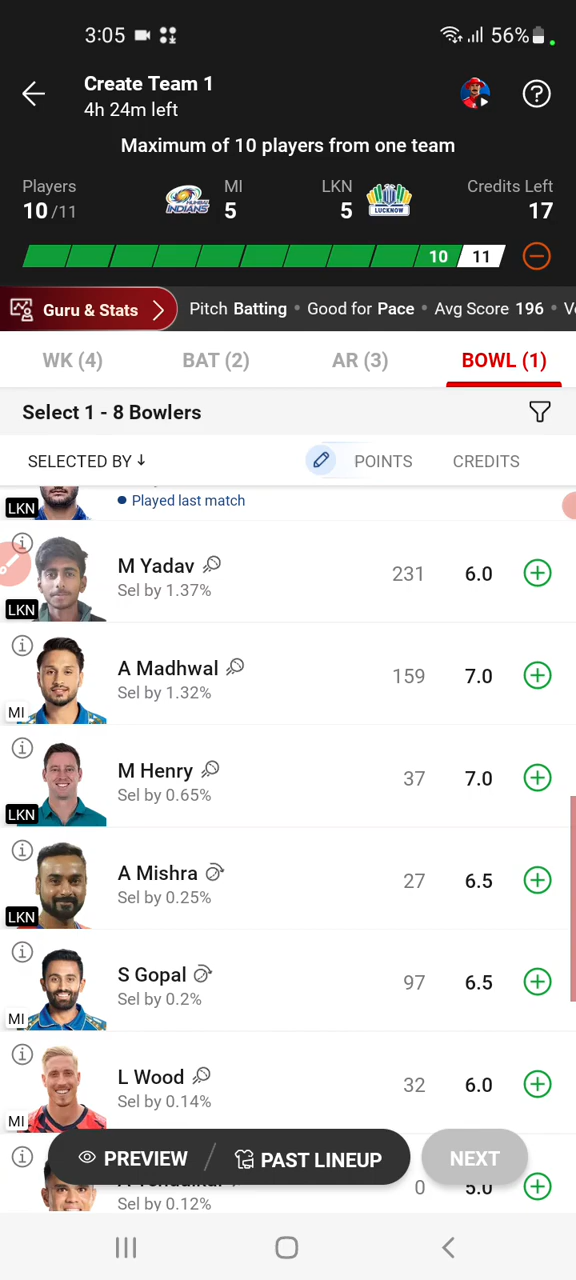 3:05
56%
Create Team 1
4h 24m left
Maximum of 10 players from one team
Players
MI
LKN
Credits Left
10 /11
INDIANS
5
5
LUCKNOW
17
10
11
Guru & Stats
Pitch Batting • Good for Pace • Avg Score 196 •
WK (4)
BAT (2)
AR (3)
BOWL (1)
Select 1 - 8 Bowlers
SELECTED BY ↓
POINTS
CREDITS
LKN
• Played last match
M Yadav
Sel by 1.37%
231
6.0
LKN
A Madhwal
Sel by 1.32%
159
7.0
MI
M Henry
Sel by 0.65%
37
7.0
LKN
A Mishra
Sel by 0.25%
27
6.5
LKN
S Gopal
Sel by 0.2%
97
6.5
MI
L Wood
Sel by 0.14%
32
6.0
MI
PREVIEW
PAST LINEUP
NEXT
Sel by 0.12%
0
5.0